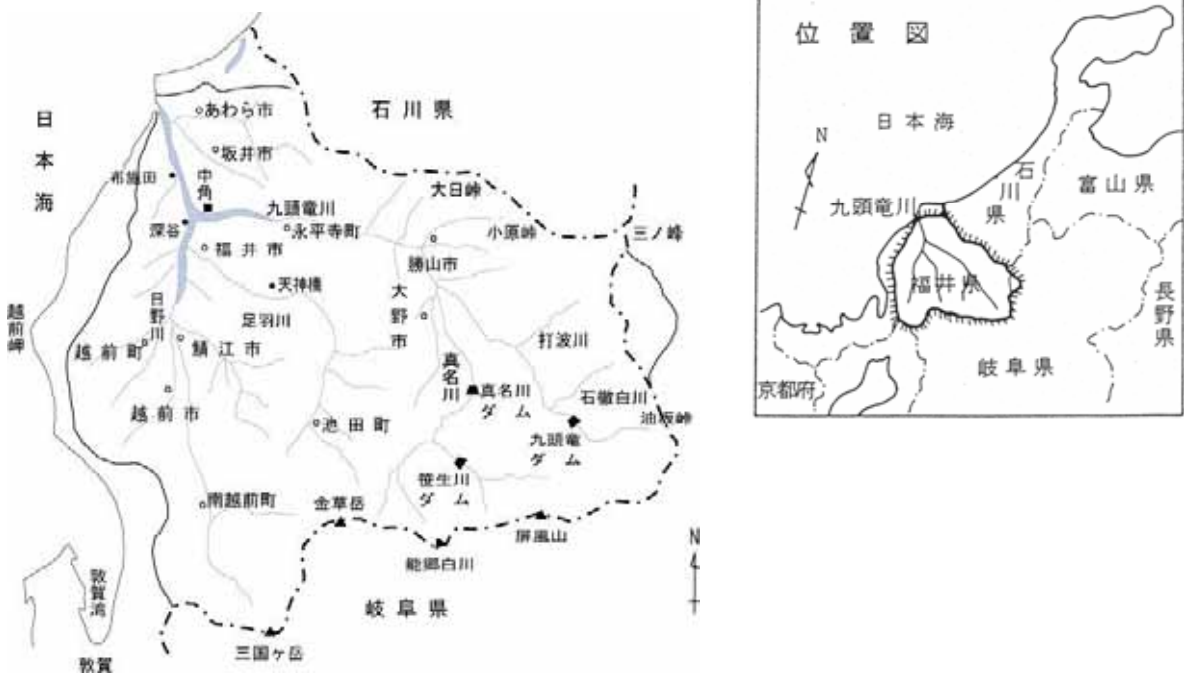 石川県
日本海
あわら市
坂井市
布施田
中角
九頭竜川
大日峠
深谷
福井市
永平寺町
小原峠
三ノ峰
勝山市
天神橋
大野市
日野川
足羽川
越前岬
越前町
鯖江市
打波川
真名川
真名川
ダム
石徹白川
越前市
池田町
油坂峠
九頭竜
ダム
笹生川
ダム
南越前町
金草岳
屏風山
能郷白川
N
敦賀湾
岐阜県
三国ヶ岳
敦賀
位置図
N
日本海
石川県
富山県
九頭竜川
福井県
長野県
岐阜県
京都府